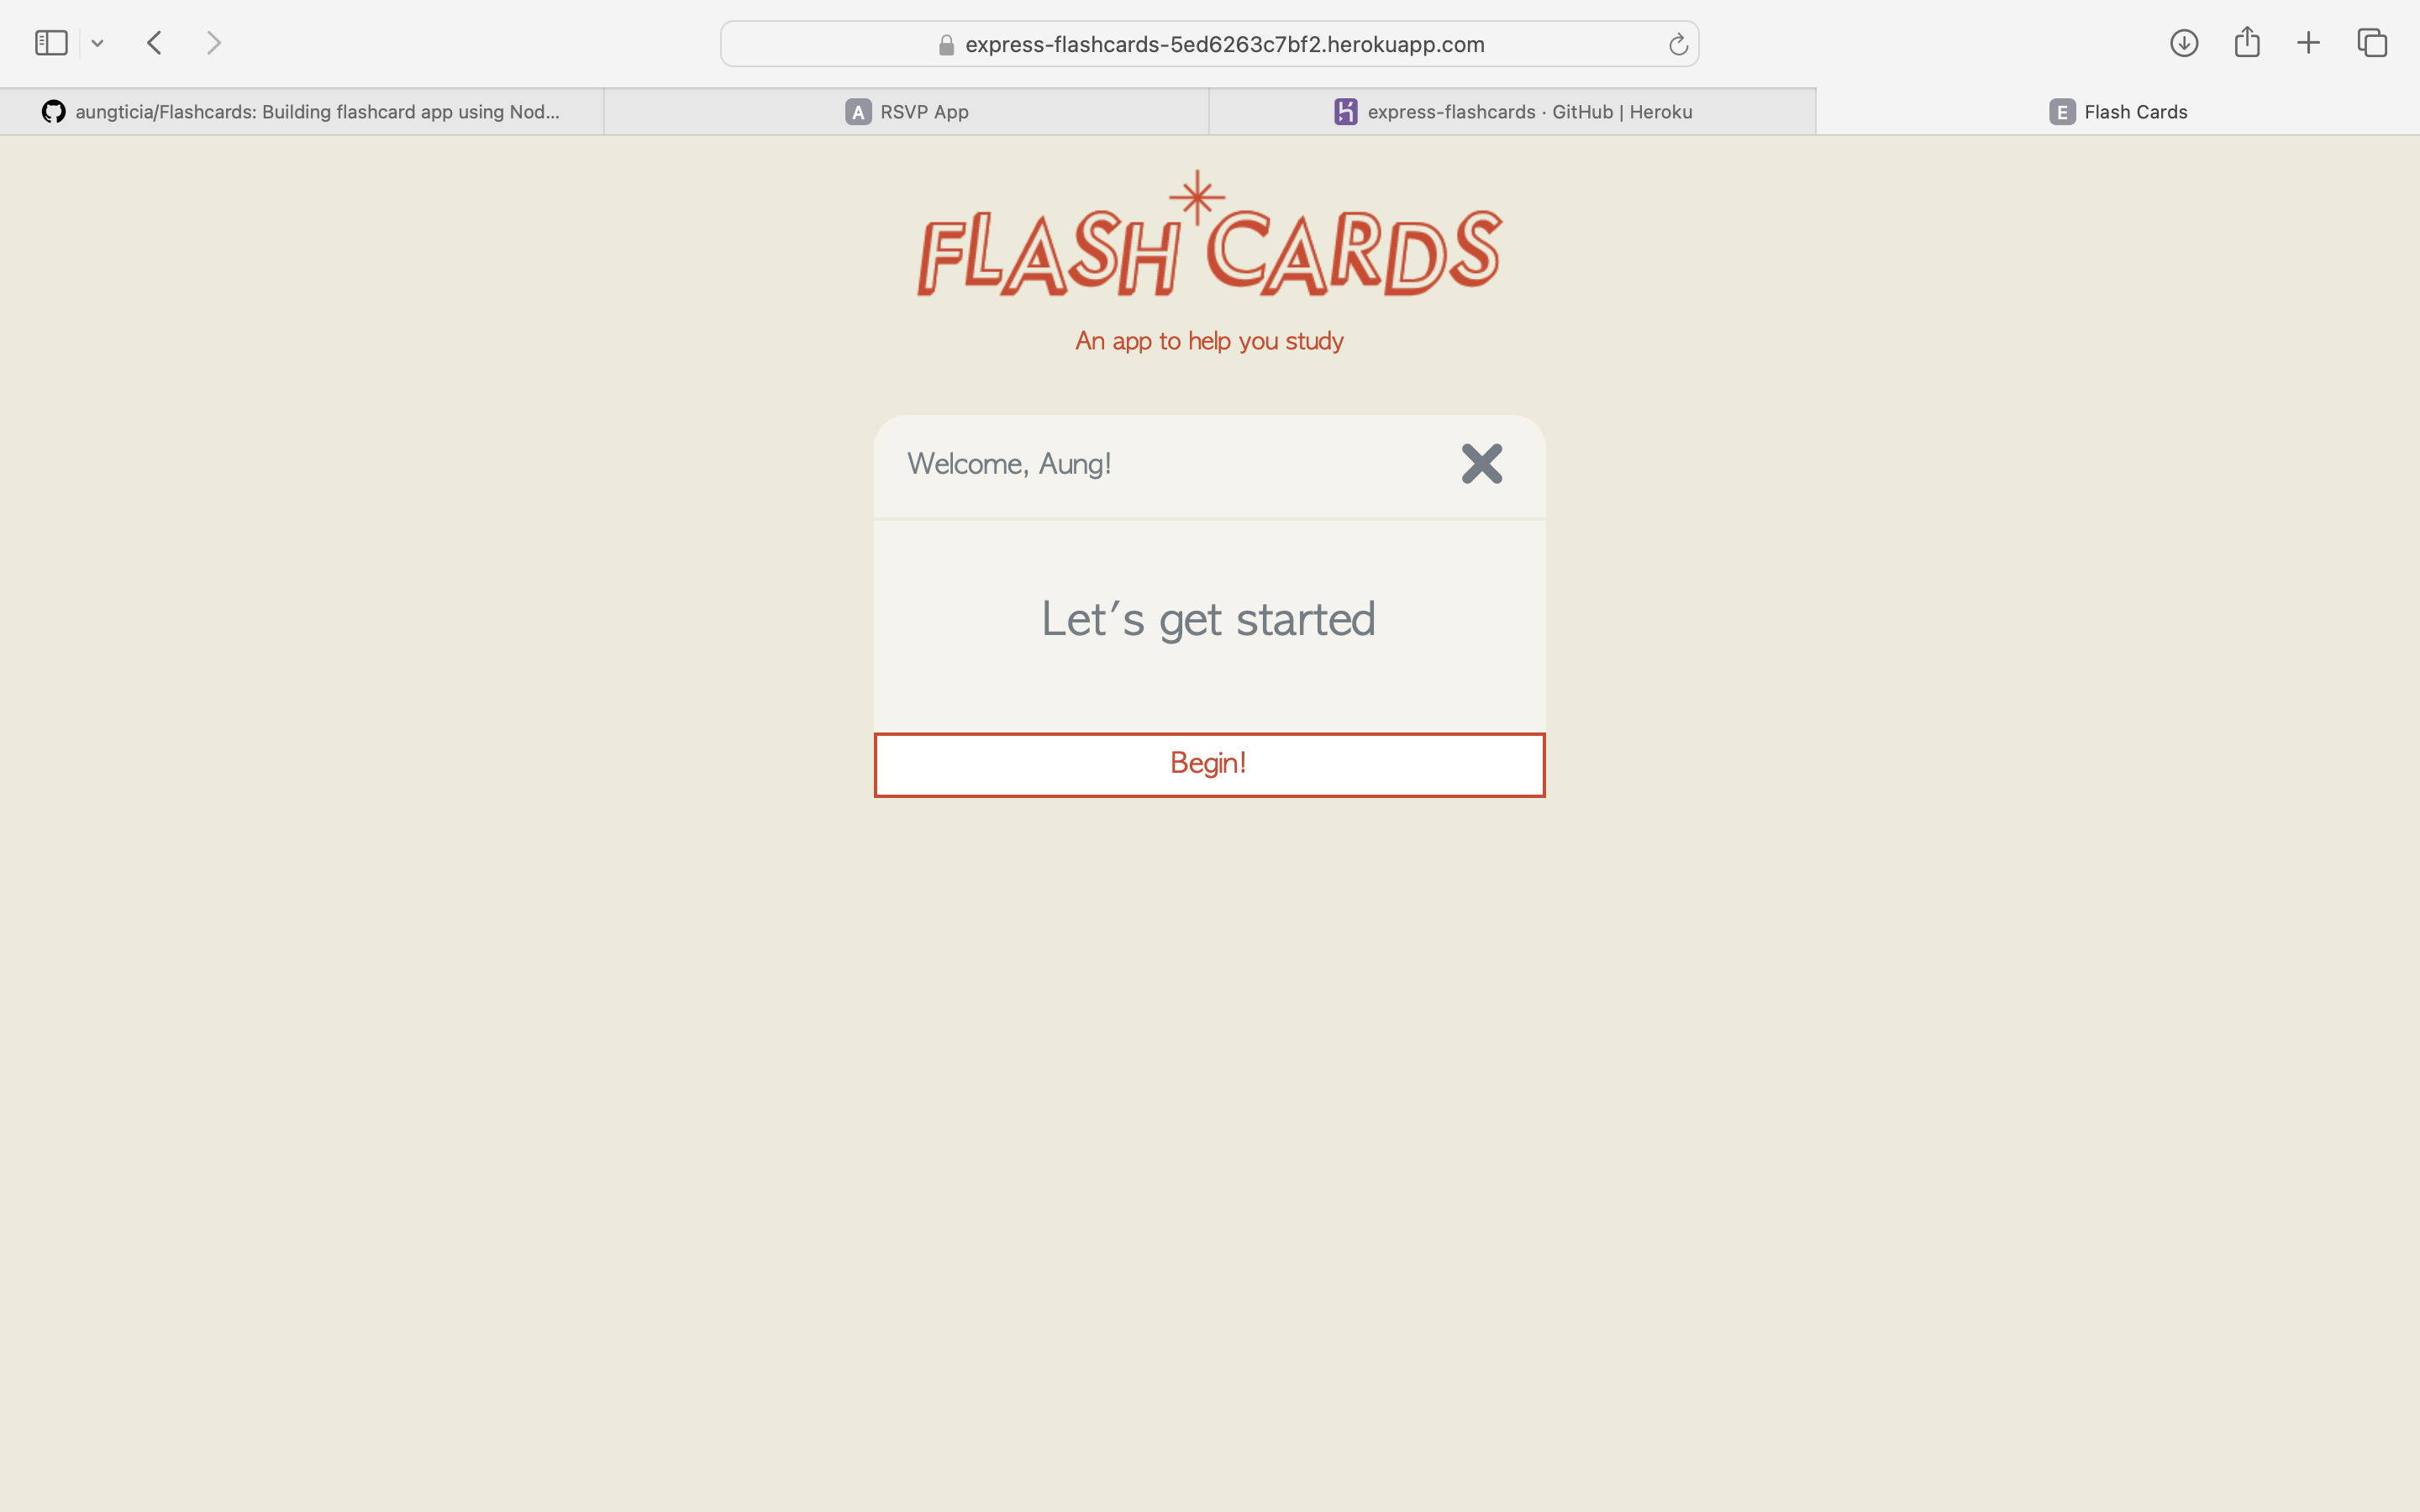 express-flashcards-5ed6263c7bf2.herokuapp.com
aungticia/Flashcards: Building flashcard app using Nod...
A RSVP App
express-flashcards · GitHub | Heroku
E Flash Cards
FLASH CARDS
An app to help you study
Welcome, Aung!
Let's get started
Begin!